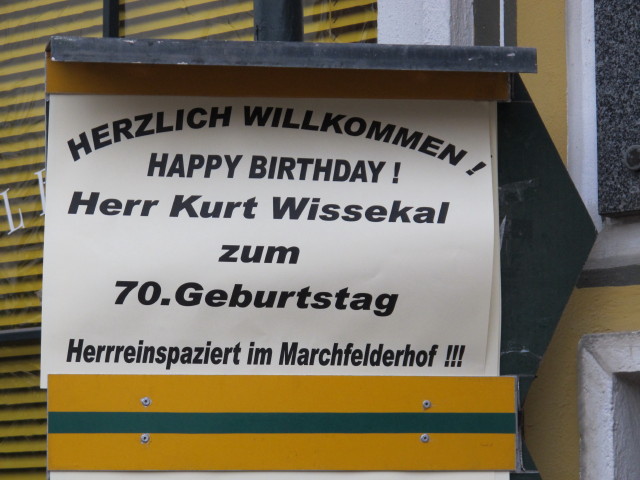 HERZLICH WILLKOMMEN !
HAPPY BIRTHDAY !
Herr Kurt Wissekal
zum
70.Geburtstag
Herrreinspaziert im Marchfelderhof !!!